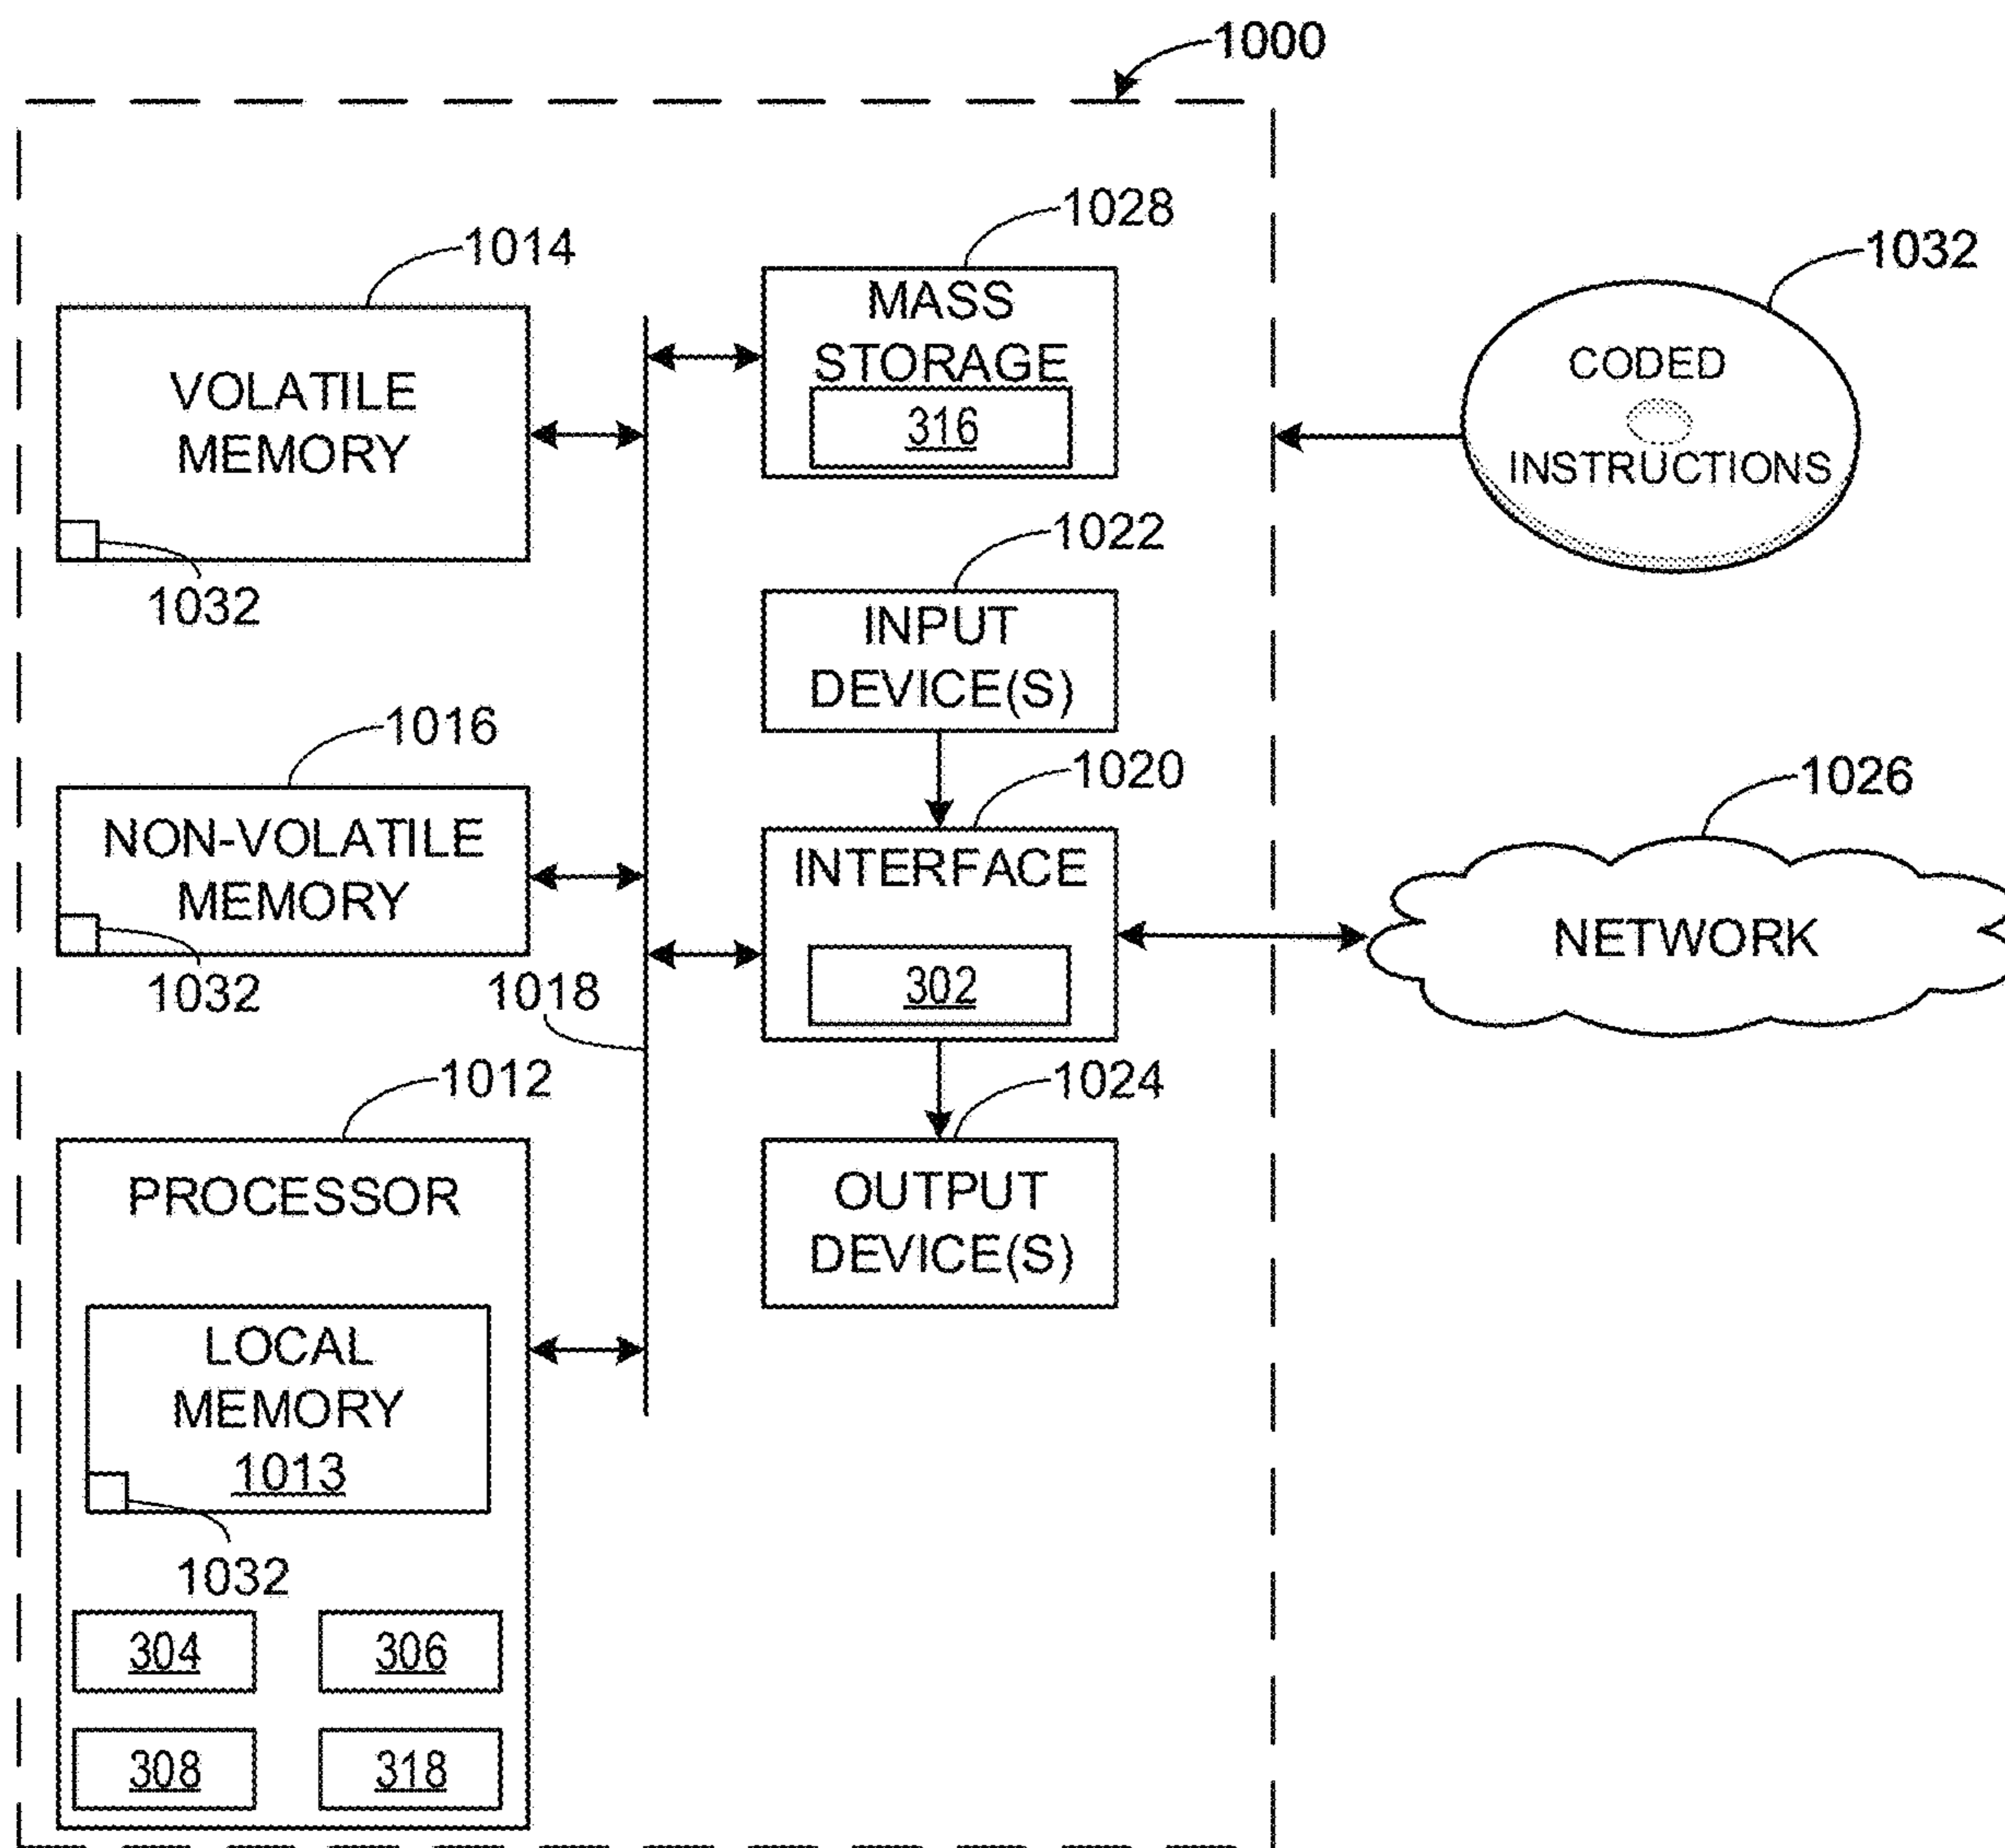 1000
1014
VOLATILE
MEMORY
1032
1028
MASS
STORAGE
316
1032
CODED
INSTRUCTIONS
1022
INPUT
DEVICE(S)
1016
NON-VOLATILE
MEMORY
1032
1018
1020
INTERFACE
302
1026
NETWORK
1012
PROCESSOR
LOCAL
MEMORY
1013
1032
304
306
308
318
1024
OUTPUT
DEVICE(S)